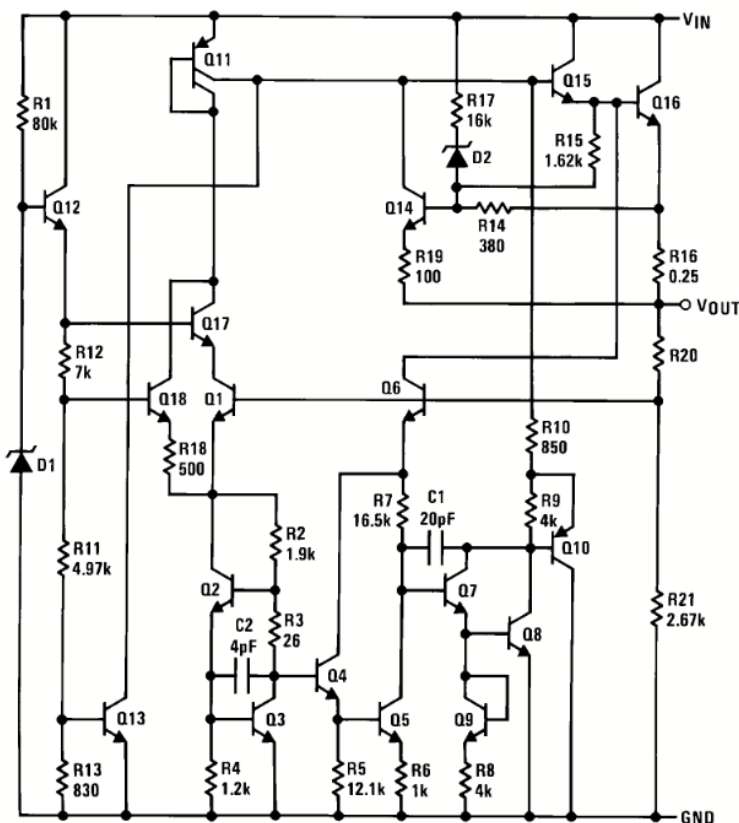 VIN
Q11
Q15
Q16
R1
80k
R17
16k
R15
1.62k
D2
Q12
Q14
R14
380
R19
100
R16
0.25
VOUT
Q17
R12
7k
Q18
Q1
Q6
R20
R18
500
R10
850
D1
R7
16.5k
C1
20pF
R9
4k
Q10
R2
1.9k
R11
4.97k
Q2
Q7
R3
26
C2
4pF
Q8
R21
2.67k
Q4
Q13
Q3
Q5
Q9
R13
830
R4
1.2k
R5
12.1k
R6
1k
R8
4k
GND